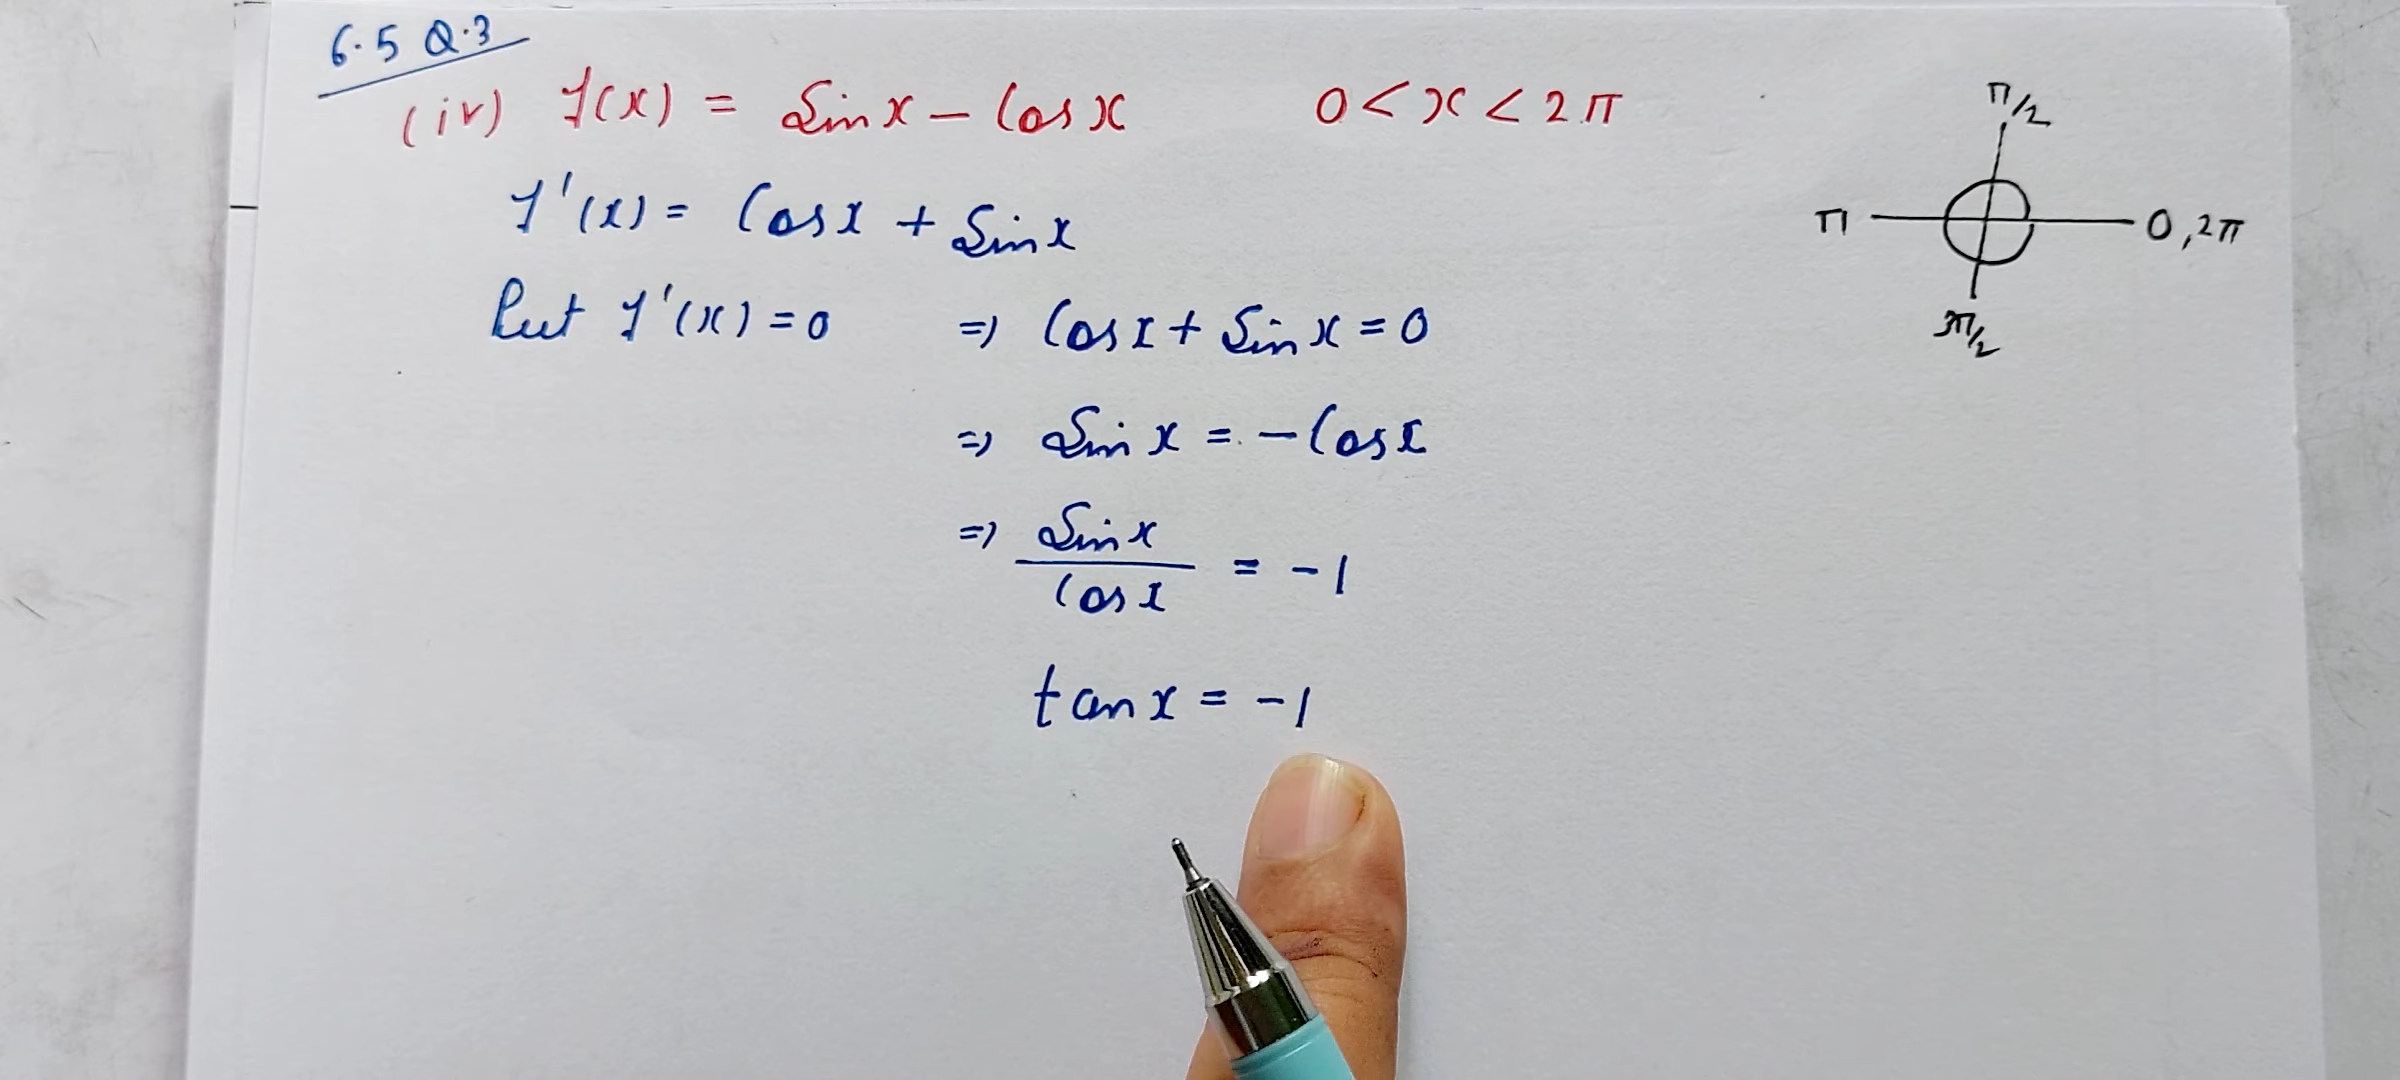 6.5 Q.3
(iv) f(x) = Sin x - Cos x 0 < x < 2π
f'(x) = Cos x + Sin x
Put f'(x) = 0 => Cos x + Sin x = 0
=> Sin x = - Cos x
=> Sin x / Cos x = -1
tan x = -1
π/2
π 0, 2π
3π/2